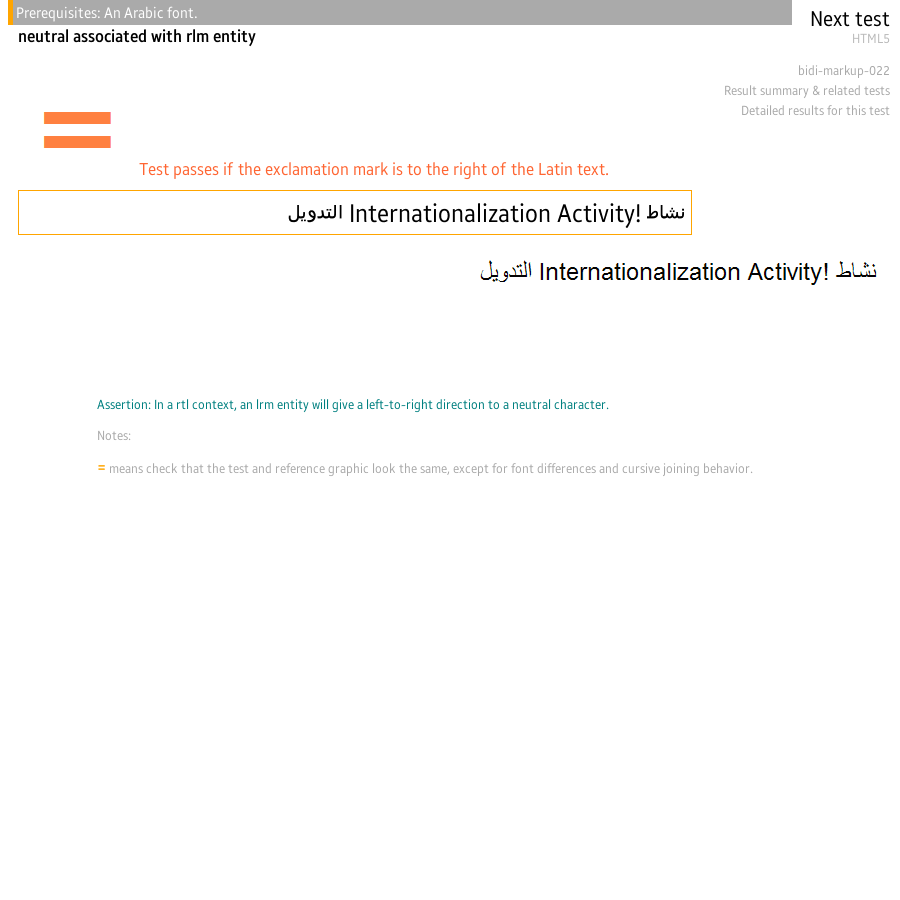 Prerequisites: An Arabic font.
Next test
neutral associated with rlm entity
HTML5
bidi-markup-022
Result summary & related tests
Detailed results for this test
Test passes if the exclamation mark is to the right of the Latin text.
نشاط Internationalization Activity! التدويل
نشاط Internationalization Activity! التدويل
Assertion: In a rtl context, an lrm entity will give a left-to-right direction to a neutral character.
Notes:
= means check that the test and reference graphic look the same, except for font differences and cursive joining behavior.